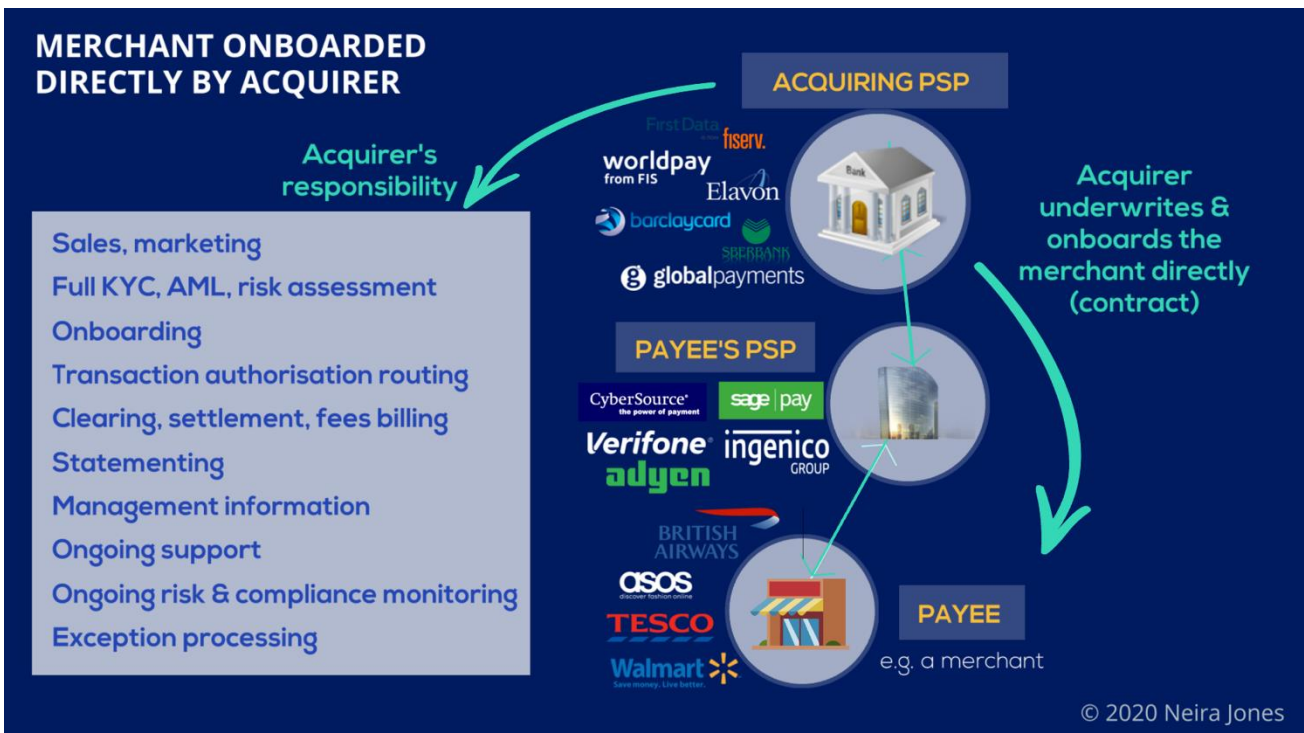 MERCHANT ONBOARDED
DIRECTLY BY ACQUIRER
Acquirer's
responsibility
Sales, marketing
Full KYC, AML, risk assessment
Onboarding
Transaction authorisation routing
Clearing, settlement, fees billing
Statementing
Management information
Ongoing support
Ongoing risk & compliance monitoring
Exception processing
ACQUIRING PSP
First Data
fiserv.
worldpay
from FIS
Elavon
barclaycard
SBERBANK
globalpayments
Bank
Acquirer
underwrites &
onboards the
merchant directly
(contract)
PAYEE'S PSP
CyberSource®
the power of payment
sage pay
Verifone®
ingenico
GROUP
adyen
BRITISH
AIRWAYS
asos
discover fashion online
TESCO
Walmart
Save money. Live better.
PAYEE
e.g. a merchant
© 2020 Neira Jones